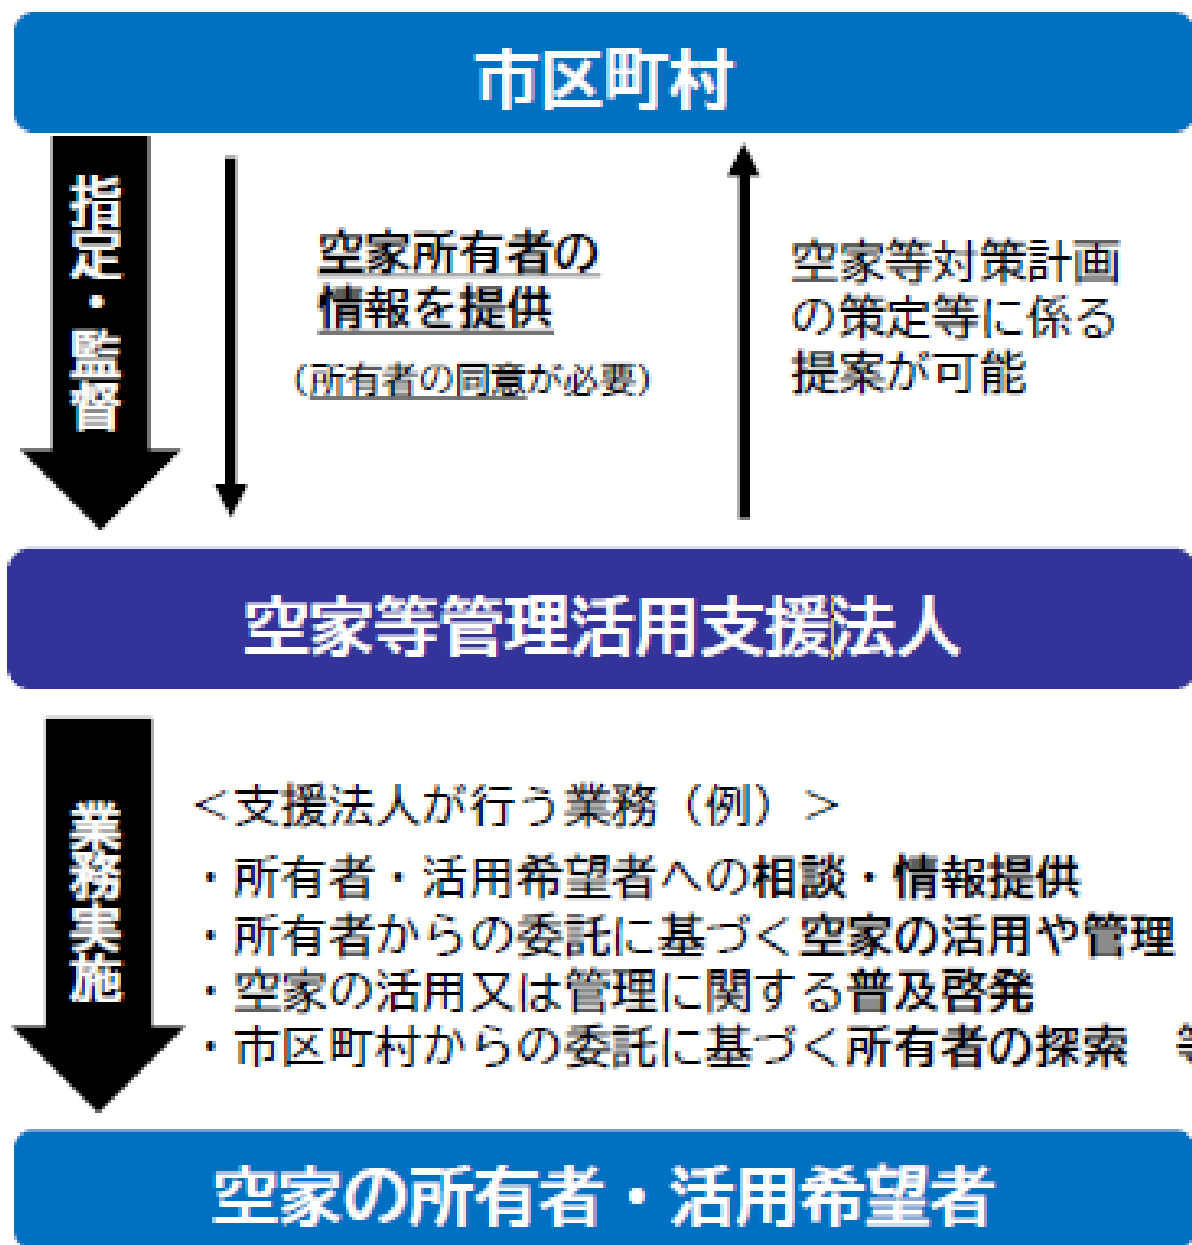 市区町村
指定・監督
空家所有者の
情報を提供
（所有者の同意が必要）
空家等対策計画
の策定等に係る
提案が可能
空家等管理活用支援法人
業務実施
＜支援法人が行う業務（例）＞
・所有者・活用希望者への相談・情報提供
・所有者からの委託に基づく空家の活用や管理
・空家の活用又は管理に関する普及啓発
・市区町村からの委託に基づく所有者の探索　等
空家の所有者・活用希望者